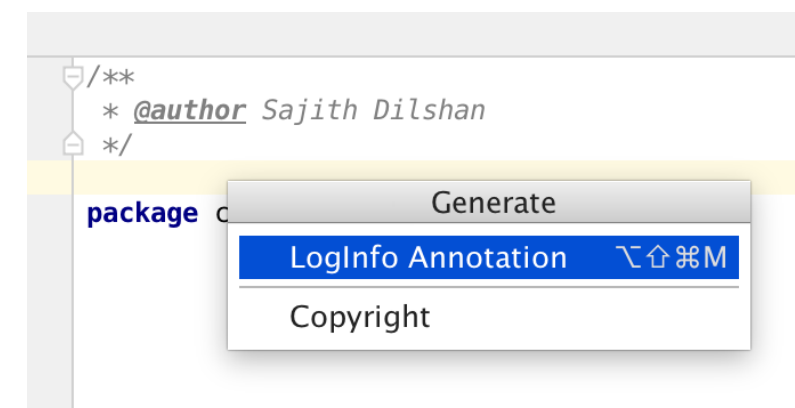 /**
* @author Sajith Dilshan
*/
package c
Generate
LogInfo Annotation ⌥⇧⌘M
Copyright